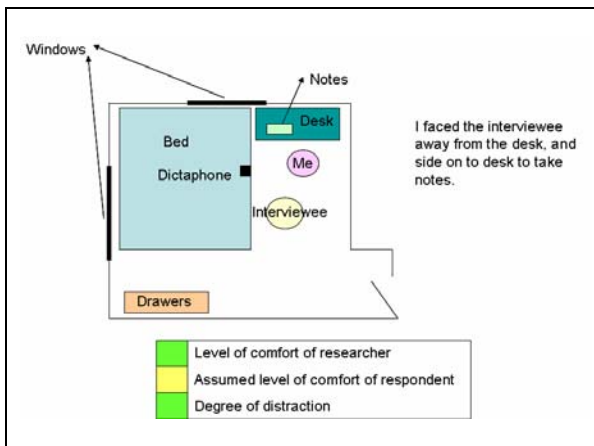 Windows
Notes
Desk
I faced the interviewee
away from the desk, and
side on to desk to take
notes.
Bed
Me
Dictaphone
Interviewee
Drawers
Level of comfort of researcher
Assumed level of comfort of respondent
Degree of distraction